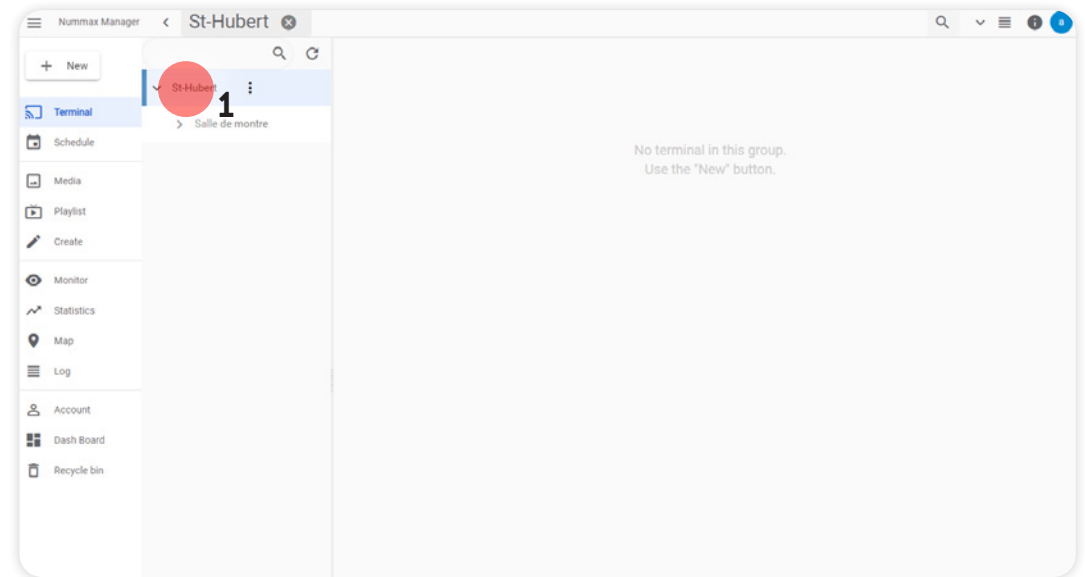 Nummax Manager
St-Hubert
a
New
St-Hubert
1
Terminal
Salle de montre
Schedule
No terminal in this group.
Use the "New" button.
Media
Playlist
Create
Monitor
Statistics
Map
Log
Account
Dash Board
Recycle bin